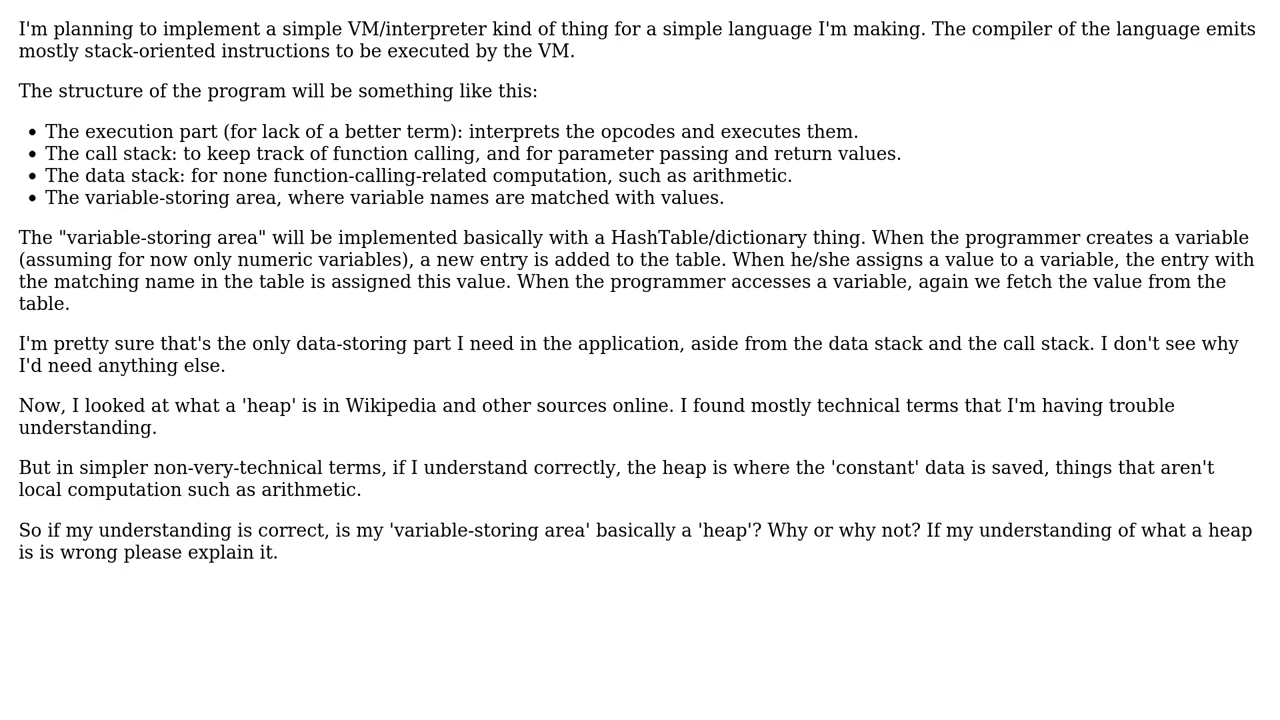 I'm planning to implement a simple VM/interpreter kind of thing for a simple language I'm making. The compiler of the language emits
mostly stack-oriented instructions to be executed by the VM.
The structure of the program will be something like this:
• The execution part (for lack of a better term): interprets the opcodes and executes them.
• The call stack: to keep track of function calling, and for parameter passing and return values.
• The data stack: for none function-calling-related computation, such as arithmetic.
• The variable-storing area, where variable names are matched with values.
The "variable-storing area" will be implemented basically with a HashTable/dictionary thing. When the programmer creates a variable
(assuming for now only numeric variables), a new entry is added to the table. When he/she assigns a value to a variable, the entry with
the matching name in the table is assigned this value. When the programmer accesses a variable, again we fetch the value from the
table.
I'm pretty sure that's the only data-storing part I need in the application, aside from the data stack and the call stack. I don't see why
I'd need anything else.
Now, I looked at what a 'heap' is in Wikipedia and other sources online. I found mostly technical terms that I'm having trouble
understanding.
But in simpler non-very-technical terms, if I understand correctly, the heap is where the 'constant' data is saved, things that aren't
local computation such as arithmetic.
So if my understanding is correct, is my 'variable-storing area' basically a 'heap'? Why or why not? If my understanding of what a heap
is is wrong please explain it.